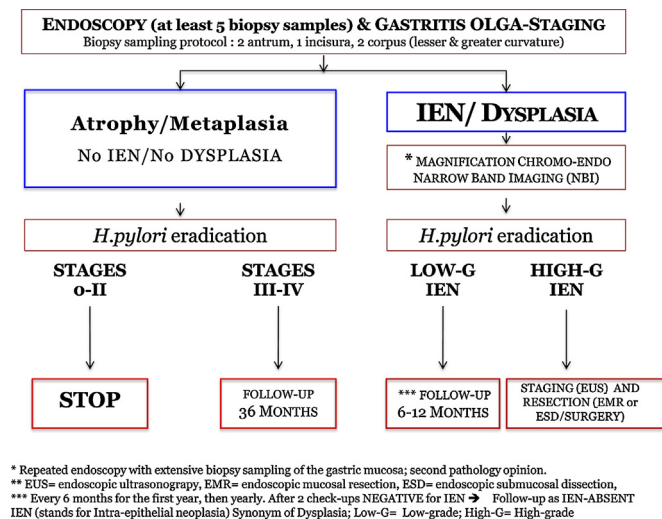 ENDOSCOPY (at least 5 biopsy samples) & GASTRITIS OLGA-STAGING
Biopsy sampling protocol : 2 antrum, 1 incisura, 2 corpus (lesser & greater curvature)
Atrophy/Metaplasia
NO IEN/NO DYSPLASIA
IEN/ DYSPLASIA
* MAGNIFICATION CHROMO-ENDO
NARROW BAND IMAGING (NBI)
H.pylori eradication
H.pylori eradication
STAGES
0-II
STAGES
III-IV
LOW-G
IEN
HIGH-G
IEN
STOP
FOLLOW-UP
36 MONTHS
*** FOLLOW-UP
6-12 MONTHS
STAGING (EUS) AND
RESECTION (EMR or
ESD/SURGERY)
* Repeated endoscopy with extensive biopsy sampling of the gastric mucosa; second pathology opinion.
** EUS= endoscopic ultrasonograpy, EMR= endoscopic mucosal resection, ESD= endoscopic submucosal dissection,
*** Every 6 months for the first year, then yearly. After 2 check-ups NEGATIVE for IEN ➔ Follow-up as IEN-ABSENT
IEN (stands for Intra-epithelial neoplasia) Synonym of Dysplasia; Low-G= Low-grade; High-G= High-grade